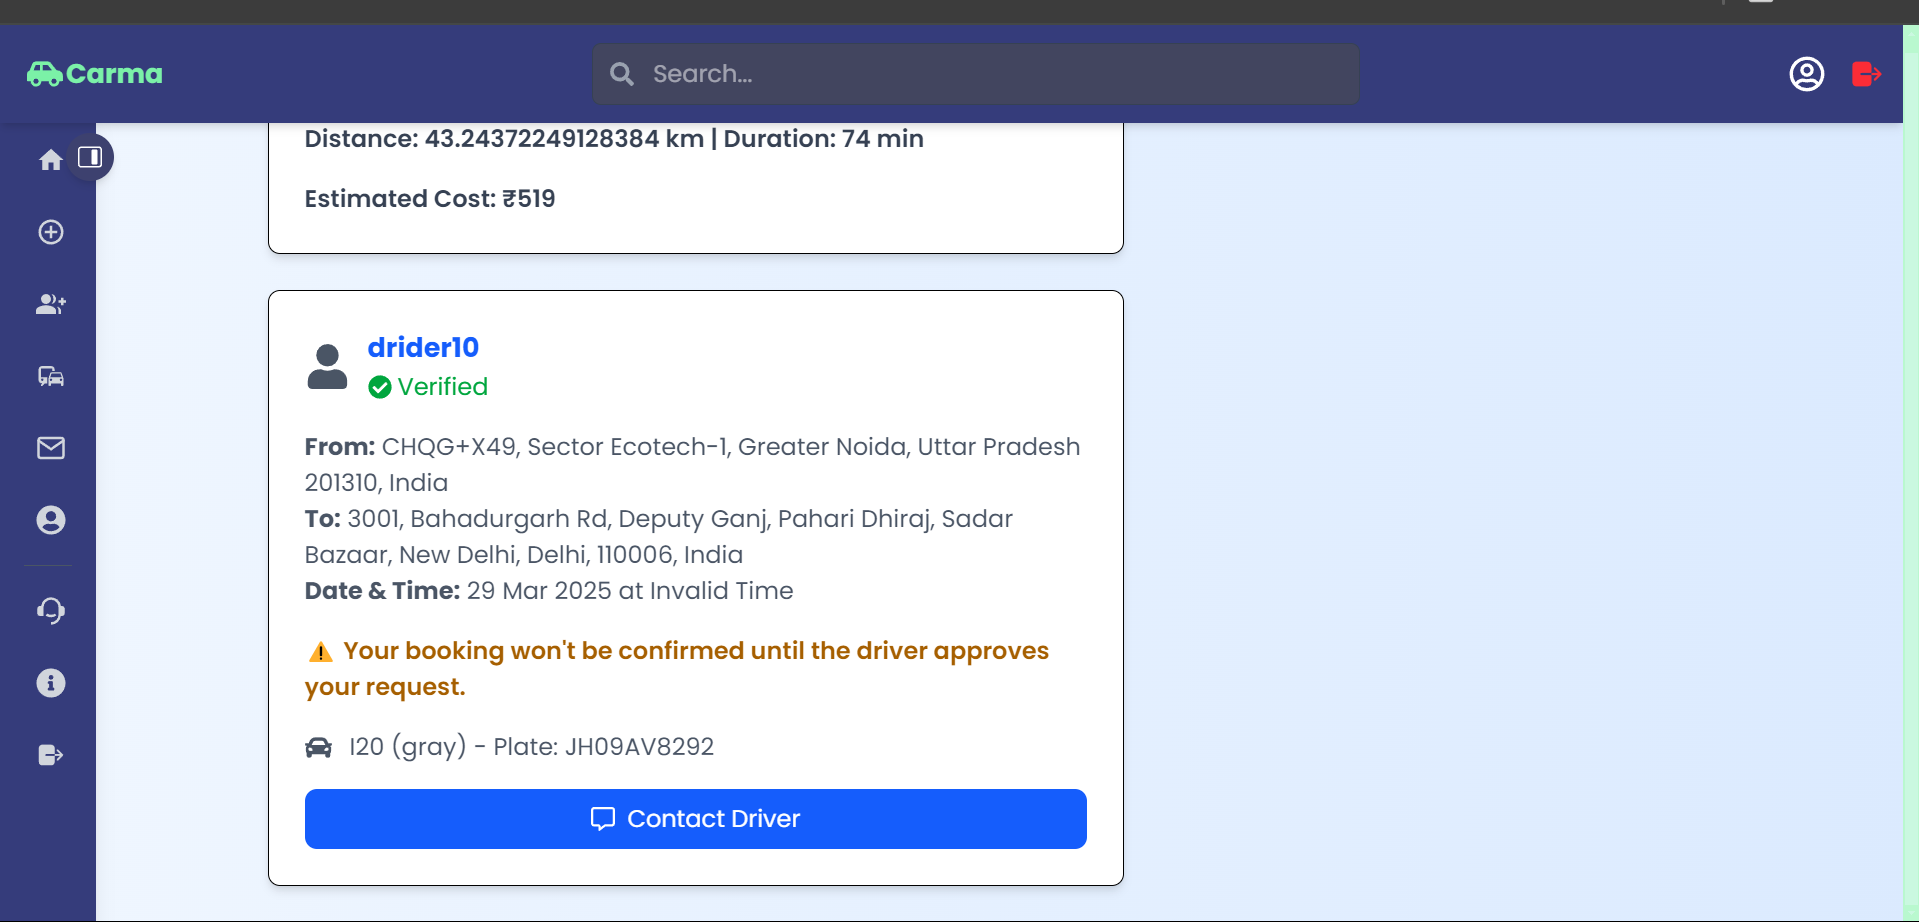 Carma
Search...
Distance: 43.24372249128384 km | Duration: 74 min
Estimated Cost: ₹519
drider10
Verified
From: CHQG+X49, Sector Ecotech-1, Greater Noida, Uttar Pradesh
201310, India
To: 3001, Bahadurgarh Rd, Deputy Ganj, Pahari Dhiraj, Sadar
Bazaar, New Delhi, Delhi, 110006, India
Date & Time: 29 Mar 2025 at Invalid Time
Your booking won't be confirmed until the driver approves
your request.
I20 (gray) - Plate: JH09AV8292
Contact Driver